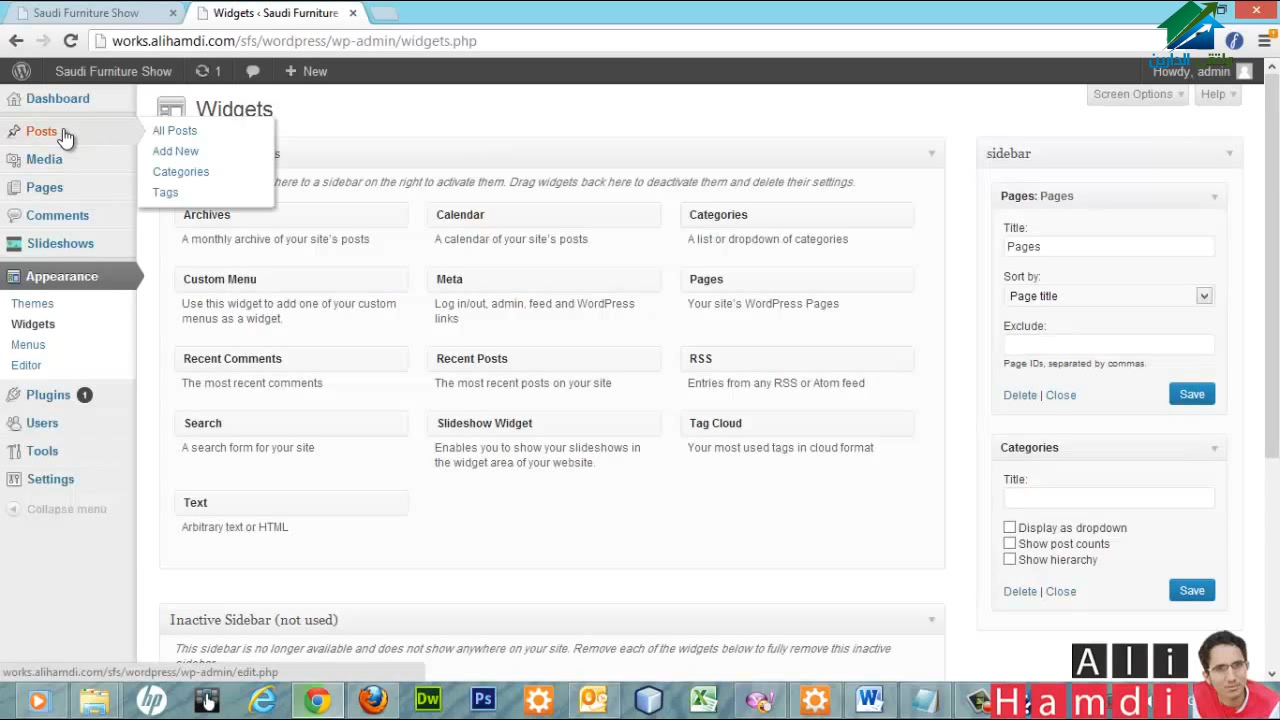 Saudi Furniture Show
Widgets ‹ Saudi Furniture
works.alihamdi.com/sfs/wordpress/wp-admin/widgets.php
Saudi Furniture Show
1
New
ملتقى الدارين
Howdy, admin
Dashboard
Posts
Media
Pages
Comments
Slideshows
Appearance
Themes
Widgets
Menus
Editor
Plugins 1
Users
Tools
Settings
Collapse menu
All Posts
Add New
Categories
Tags
Widgets
Screen Options
Help
here to a sidebar on the right to activate them. Drag widgets back here to deactivate them and delete their settings.
Archives
A monthly archive of your site's posts
Calendar
A calendar of your site's posts
Categories
A list or dropdown of categories
Custom Menu
Use this widget to add one of your custom
menus as a widget.
Meta
Log in/out, admin, feed and WordPress
links
Pages
Your site's WordPress Pages
Recent Comments
The most recent comments
Recent Posts
The most recent posts on your site
RSS
Entries from any RSS or Atom feed
Search
A search form for your site
Slideshow Widget
Enables you to show your slideshows in
the widget area of your website.
Tag Cloud
Your most used tags in cloud format
Text
Arbitrary text or HTML
Inactive Sidebar (not used)
This sidebar is no longer available and does not show anywhere on your site. Remove each of the widgets below to fully remove this inactive
sidebar
Pages: Pages
Title:
Pages
Sort by:
Page title
Exclude:
Page IDs, separated by commas.
Delete | Close
Save
Categories
Title:
Display as dropdown
Show post counts
Show hierarchy
Delete | Close
Save
works.alihamdi.com/sfs/wordpress/wp-admin/edit.php
Ali
Hamdi
hp
Dw
Ps